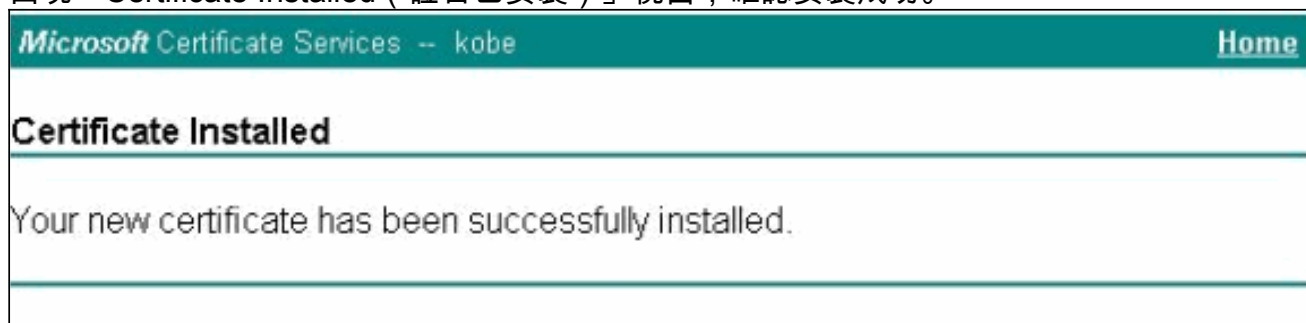 Microsoft Certificate Services -- kobe Home
Certificate Installed
Your new certificate has been successfully installed.